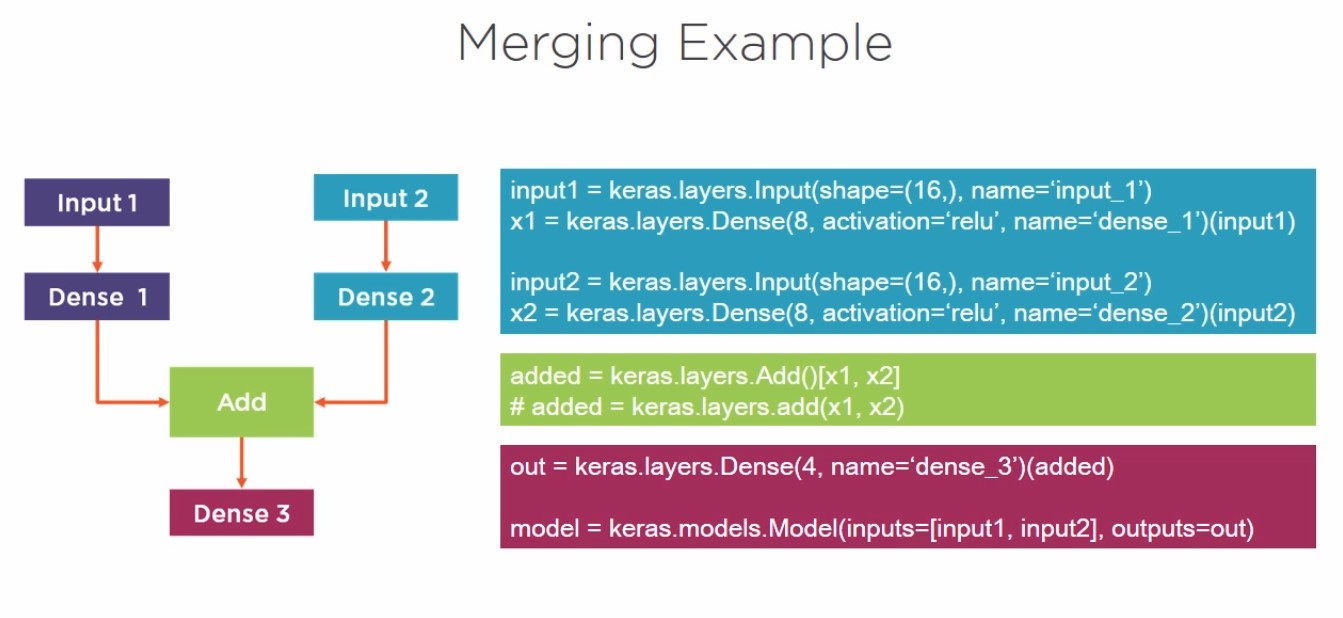 Merging Example
Input 1
Input 2
Dense 1
Dense 2
Add
Dense 3
input1 = keras.layers.Input(shape=(16,), name=‘input_1’)
x1 = keras.layers.Dense(8, activation=‘relu’, name=‘dense_1’)(input1)
input2 = keras.layers.Input(shape=(16,), name=‘input_2’)
x2 = keras.layers.Dense(8, activation=‘relu’, name=‘dense_2’)(input2)
added = keras.layers.Add()[x1, x2]
# added = keras.layers.add(x1, x2)
out = keras.layers.Dense(4, name=‘dense_3’)(added)
model = keras.models.Model(inputs=[input1, input2], outputs=out)